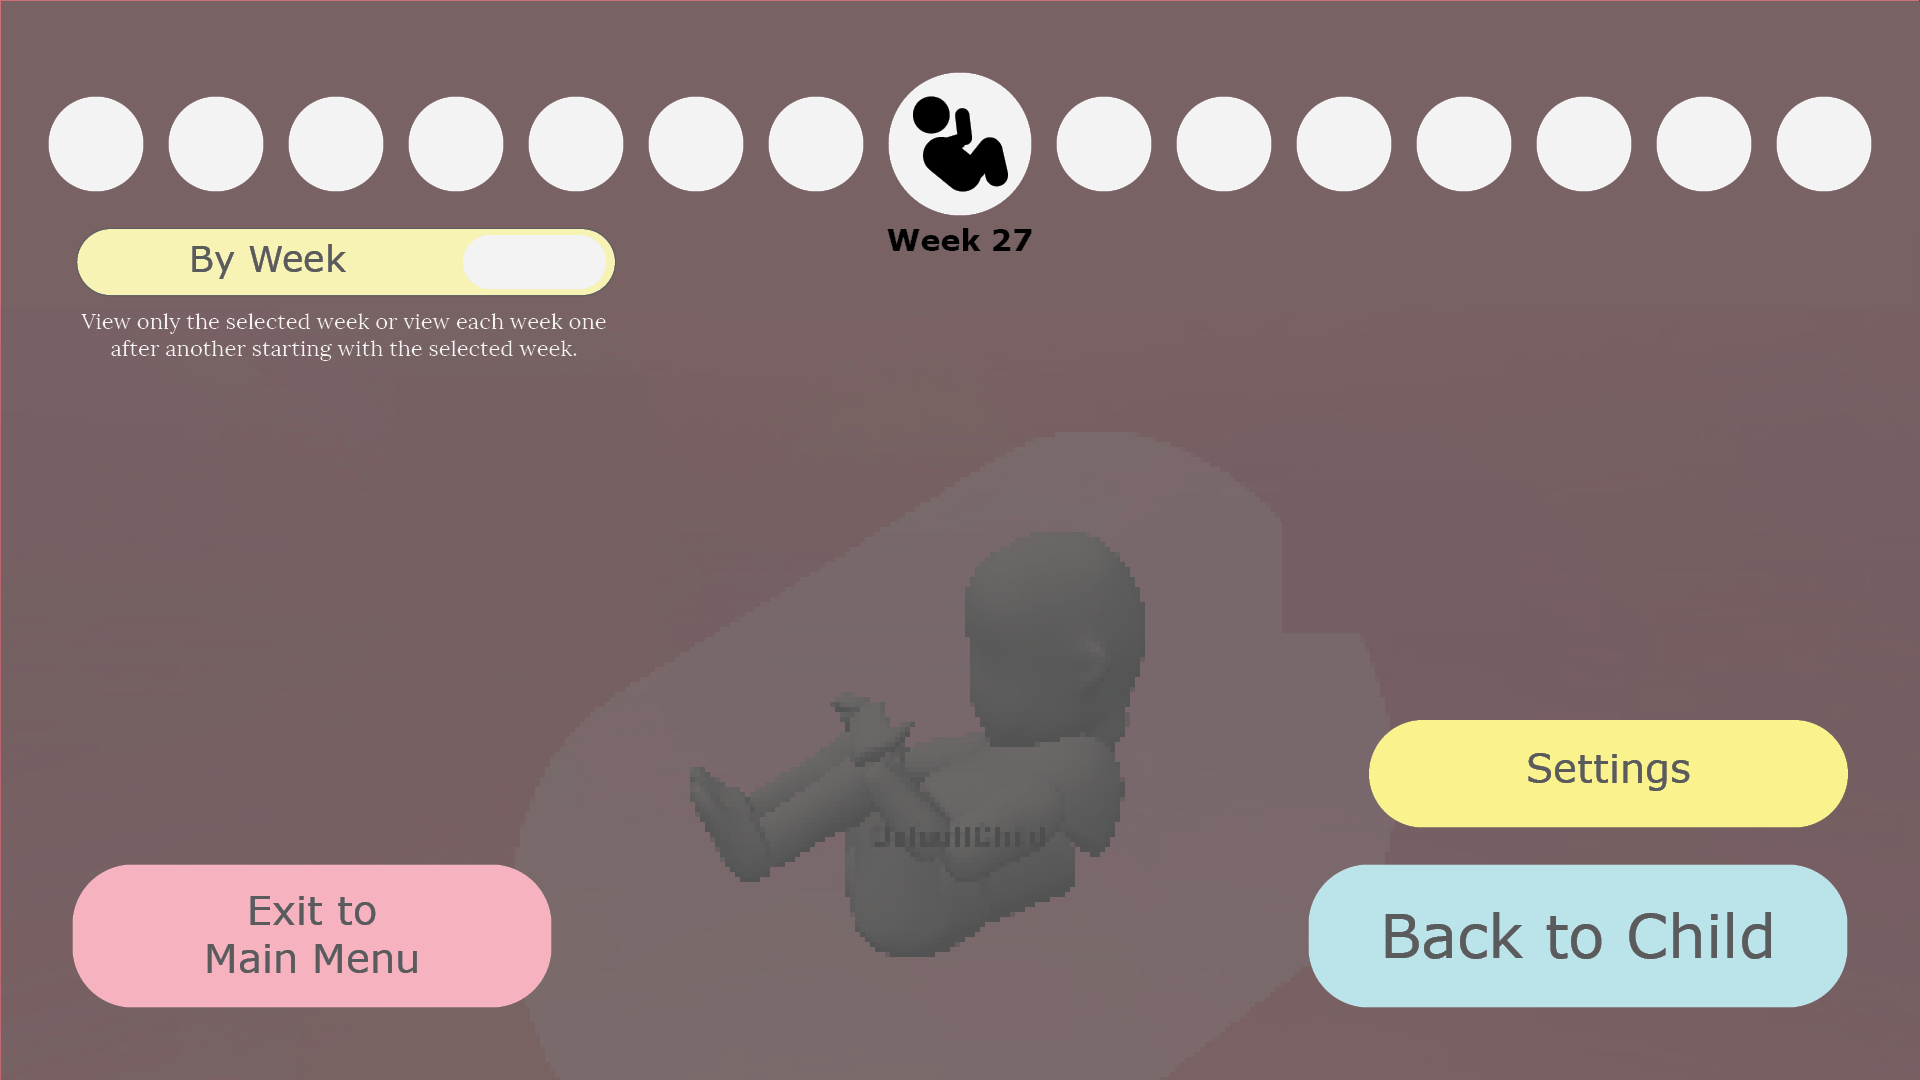 Week 27
By Week
View only the selected week or view each week one
after another starting with the selected week.
Settings
Exit to
Main Menu
Back to Child